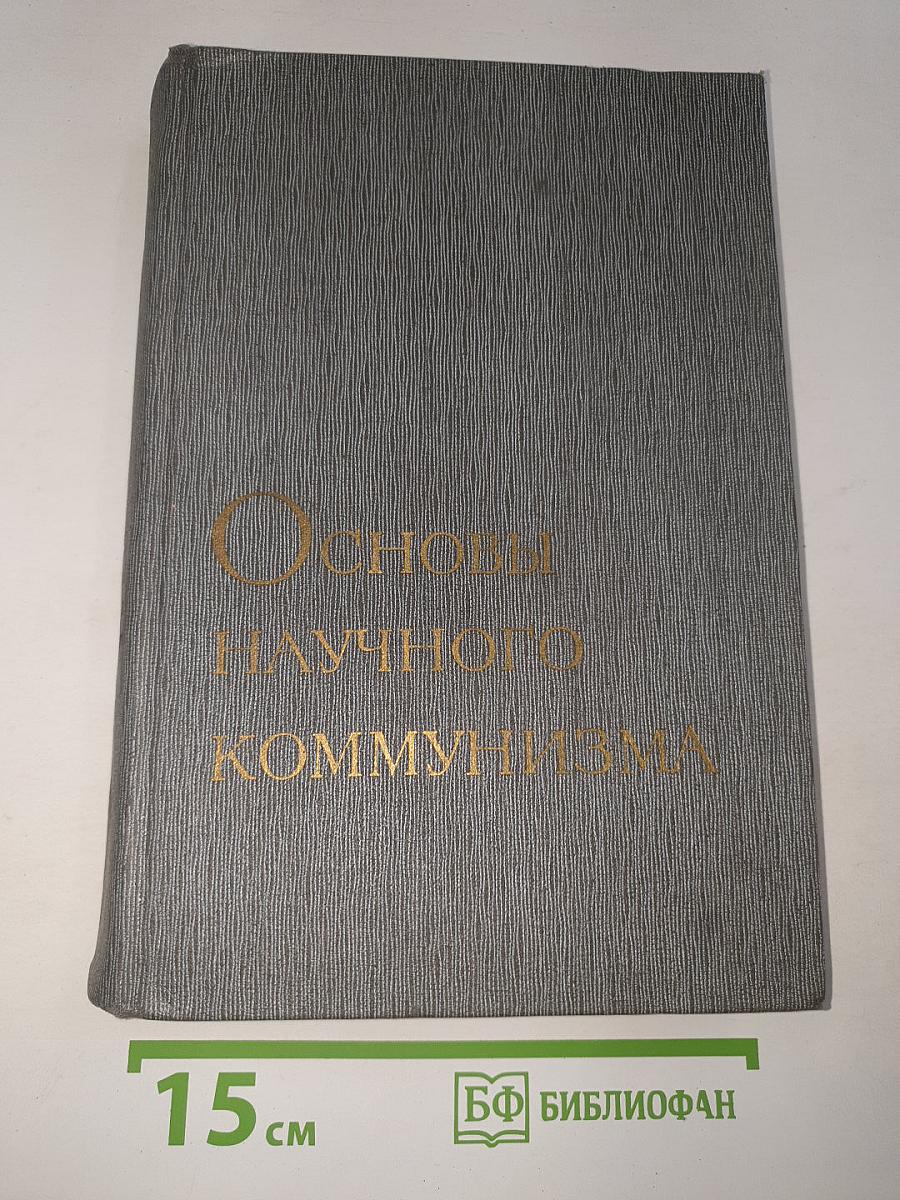 Основы
научного
коммунизма
15 см
БФ БИБЛИОФАН